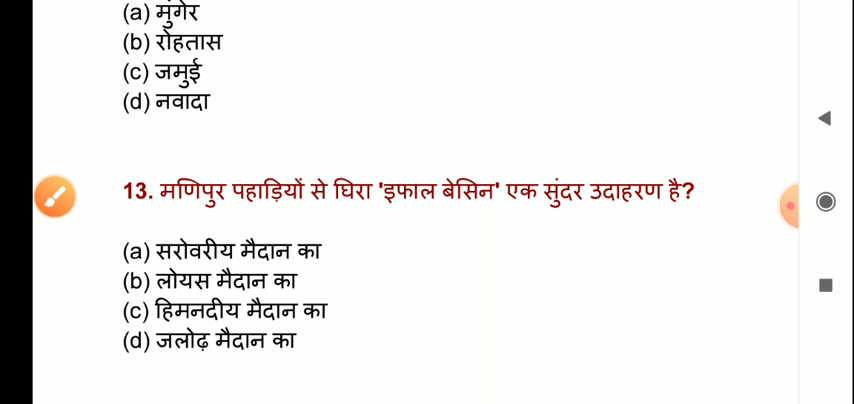 (a) मुंगेर
(b) रोहतास
(c) जमुई
(d) नवादा
13. मणिपुर पहाड़ियों से घिरा 'इफाल बेसिन' एक सुंदर उदाहरण है?
(a) सरोवरीय मैदान का
(b) लोयस मैदान का
(c) हिमनदीय मैदान का
(d) जलोढ़ मैदान का